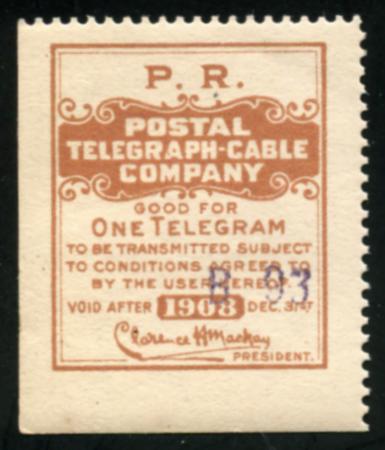 P. R.
POSTAL
TELEGRAPH-CABLE
COMPANY
GOOD FOR
ONE TELEGRAM
TO BE TRANSMITTED SUBJECT
TO CONDITIONS AGREED TO
BY THE USER HEREOF.
B 93
VOID AFTER 1908 DEC. 31ST
Clarence H Mackay
PRESIDENT.